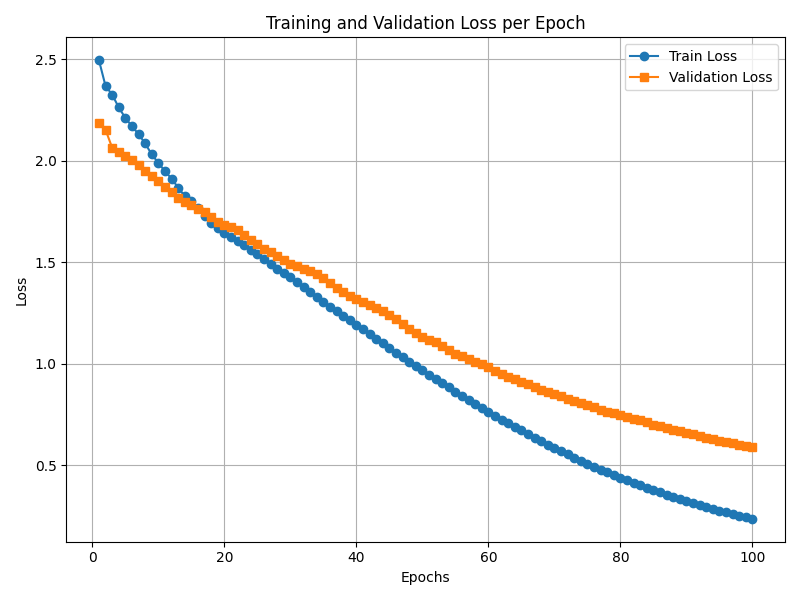 Training and Validation Loss per Epoch
Train Loss
Validation Loss
Loss
2.5
2.0
1.5
1.0
0.5
0 20 40 60 80 100
Epochs